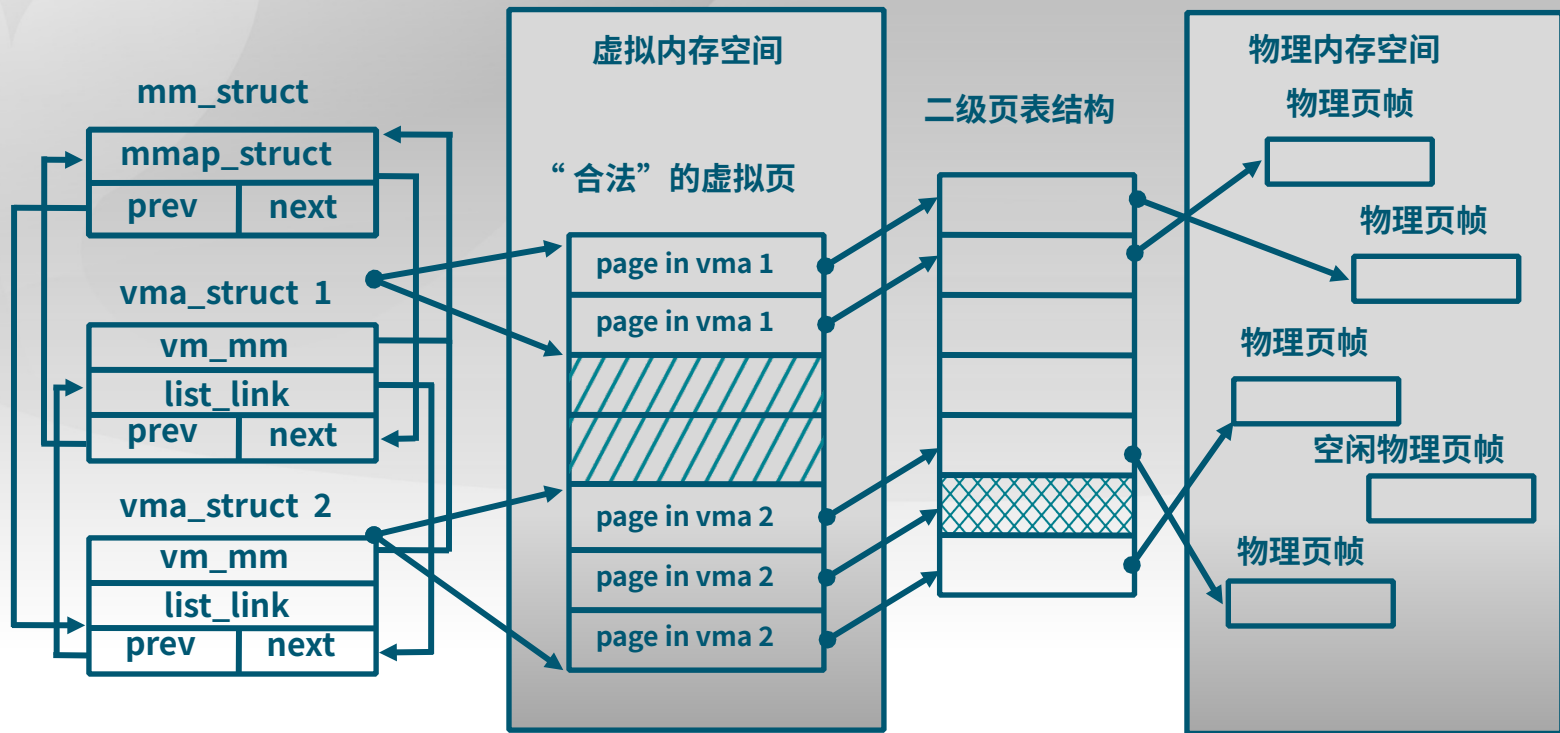 mm_struct
mmap_struct
prev
next
vma_struct 1
vm_mm
list_link
prev
next
vma_struct 2
vm_mm
list_link
prev
next
虚拟内存空间
“合法”的虚拟页
page in vma 1
page in vma 1
page in vma 2
page in vma 2
page in vma 2
二级页表结构
物理内存空间
物理页帧
物理页帧
物理页帧
空闲物理页帧
物理页帧